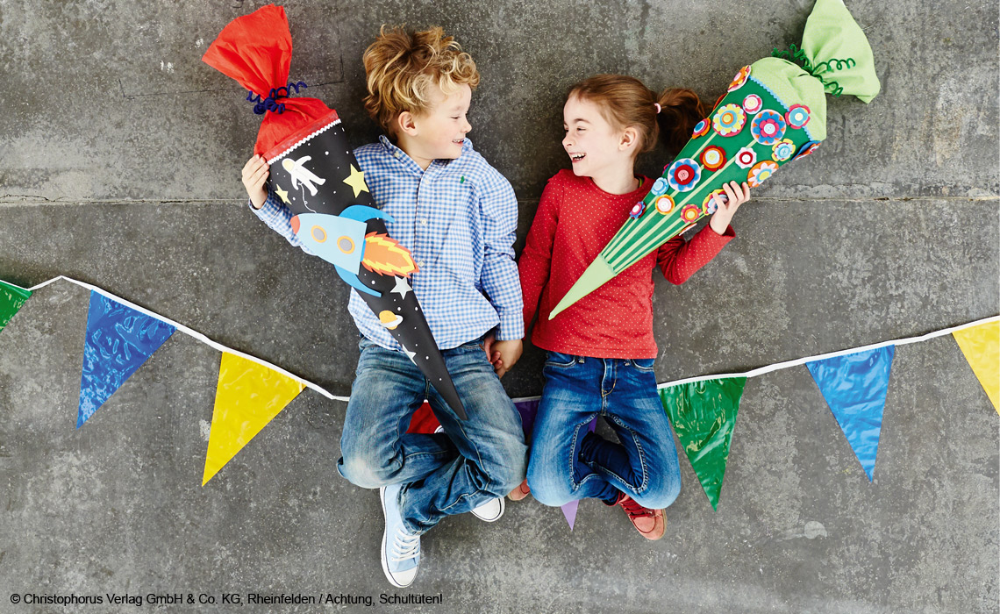 © Christophorus Verlag GmbH & Co. KG, Rheinfelden / Achtung, Schultüten!